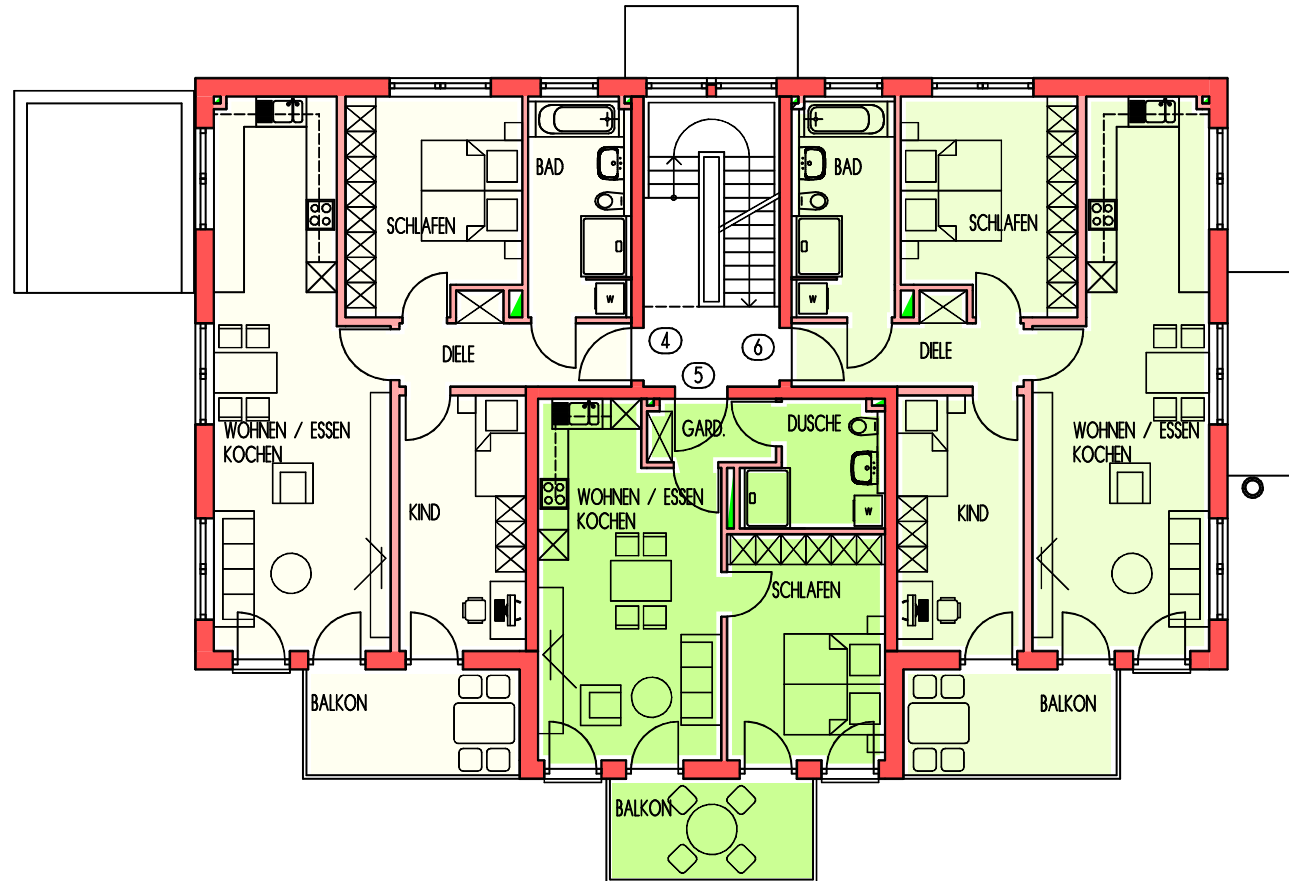 BAD
BAD
SCHLAFEN
SCHLAFEN
W
W
4
6
5
DIELE
DIELE
WOHNEN / ESSEN
KOCHEN
GARD.
DUSCHE
WOHNEN / ESSEN
KOCHEN
KIND
WOHNEN / ESSEN
KOCHEN
W
KIND
SCHLAFEN
BALKON
BALKON
BALKON